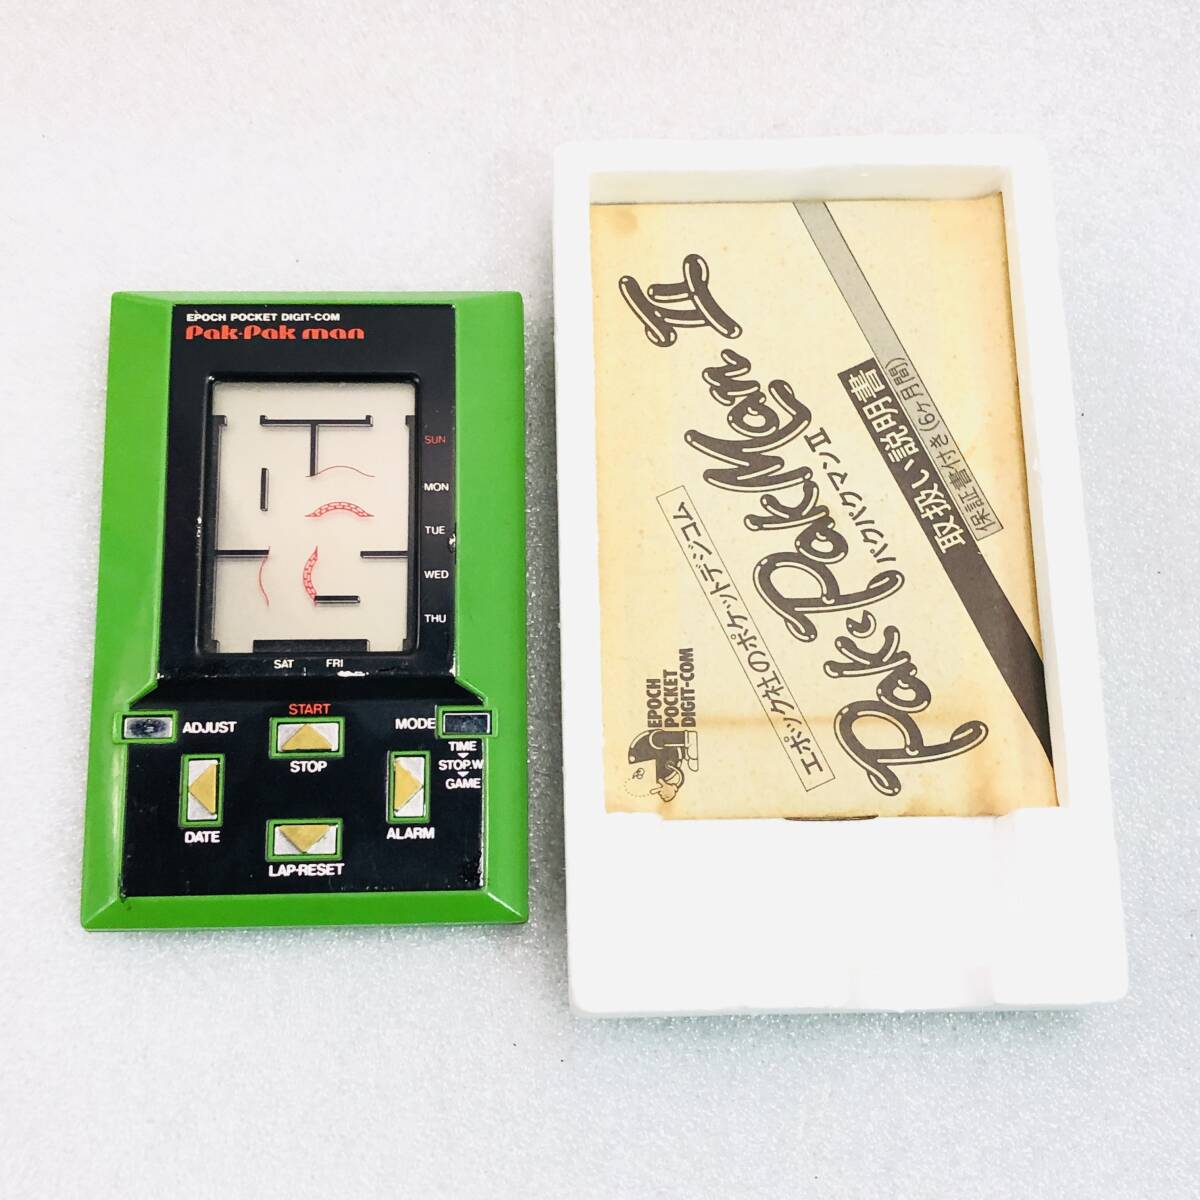 EPOCH POCKET DIGIT-COM
Pak-Pak man
SUN
MON
TUE
WED
THU
SAT FRI
START
ADJUST
MODE
STOP
TIME
STOP.W
GAME
DATE
ALARM
LAP-RESET
EPOCH
POCKET
DIGIT-COM
エポック社のポケットデジコム
Pak-PakMan II
パクパクマンII
取扱い説明書
保証書付き(6ヶ月間)